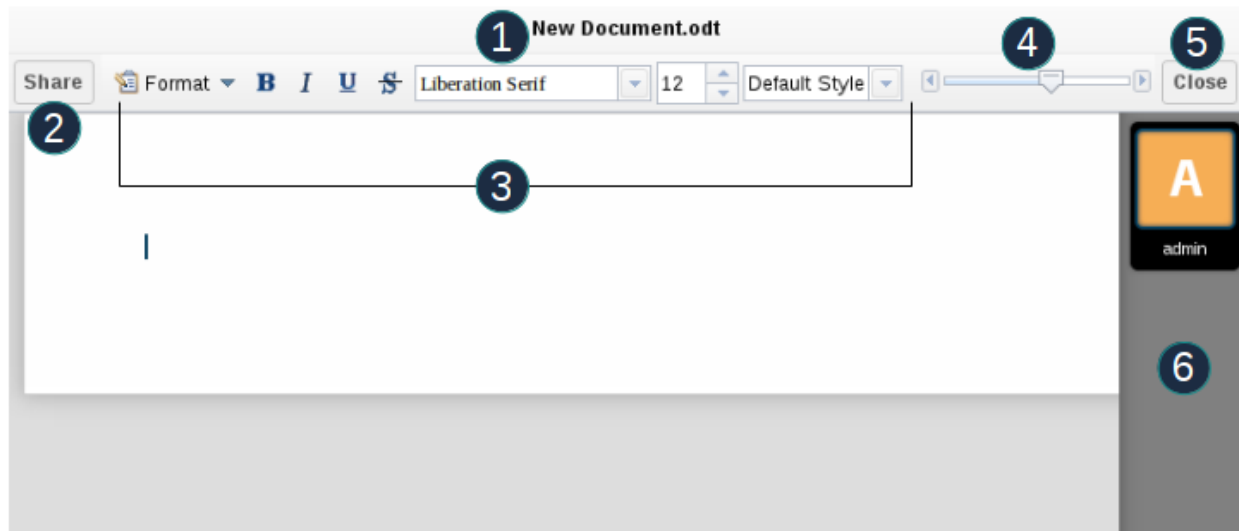 1 New Document.odt
4
5
Share Format B I U S Liberation Serif 12 Default Style Close
2
3
A
admin
6